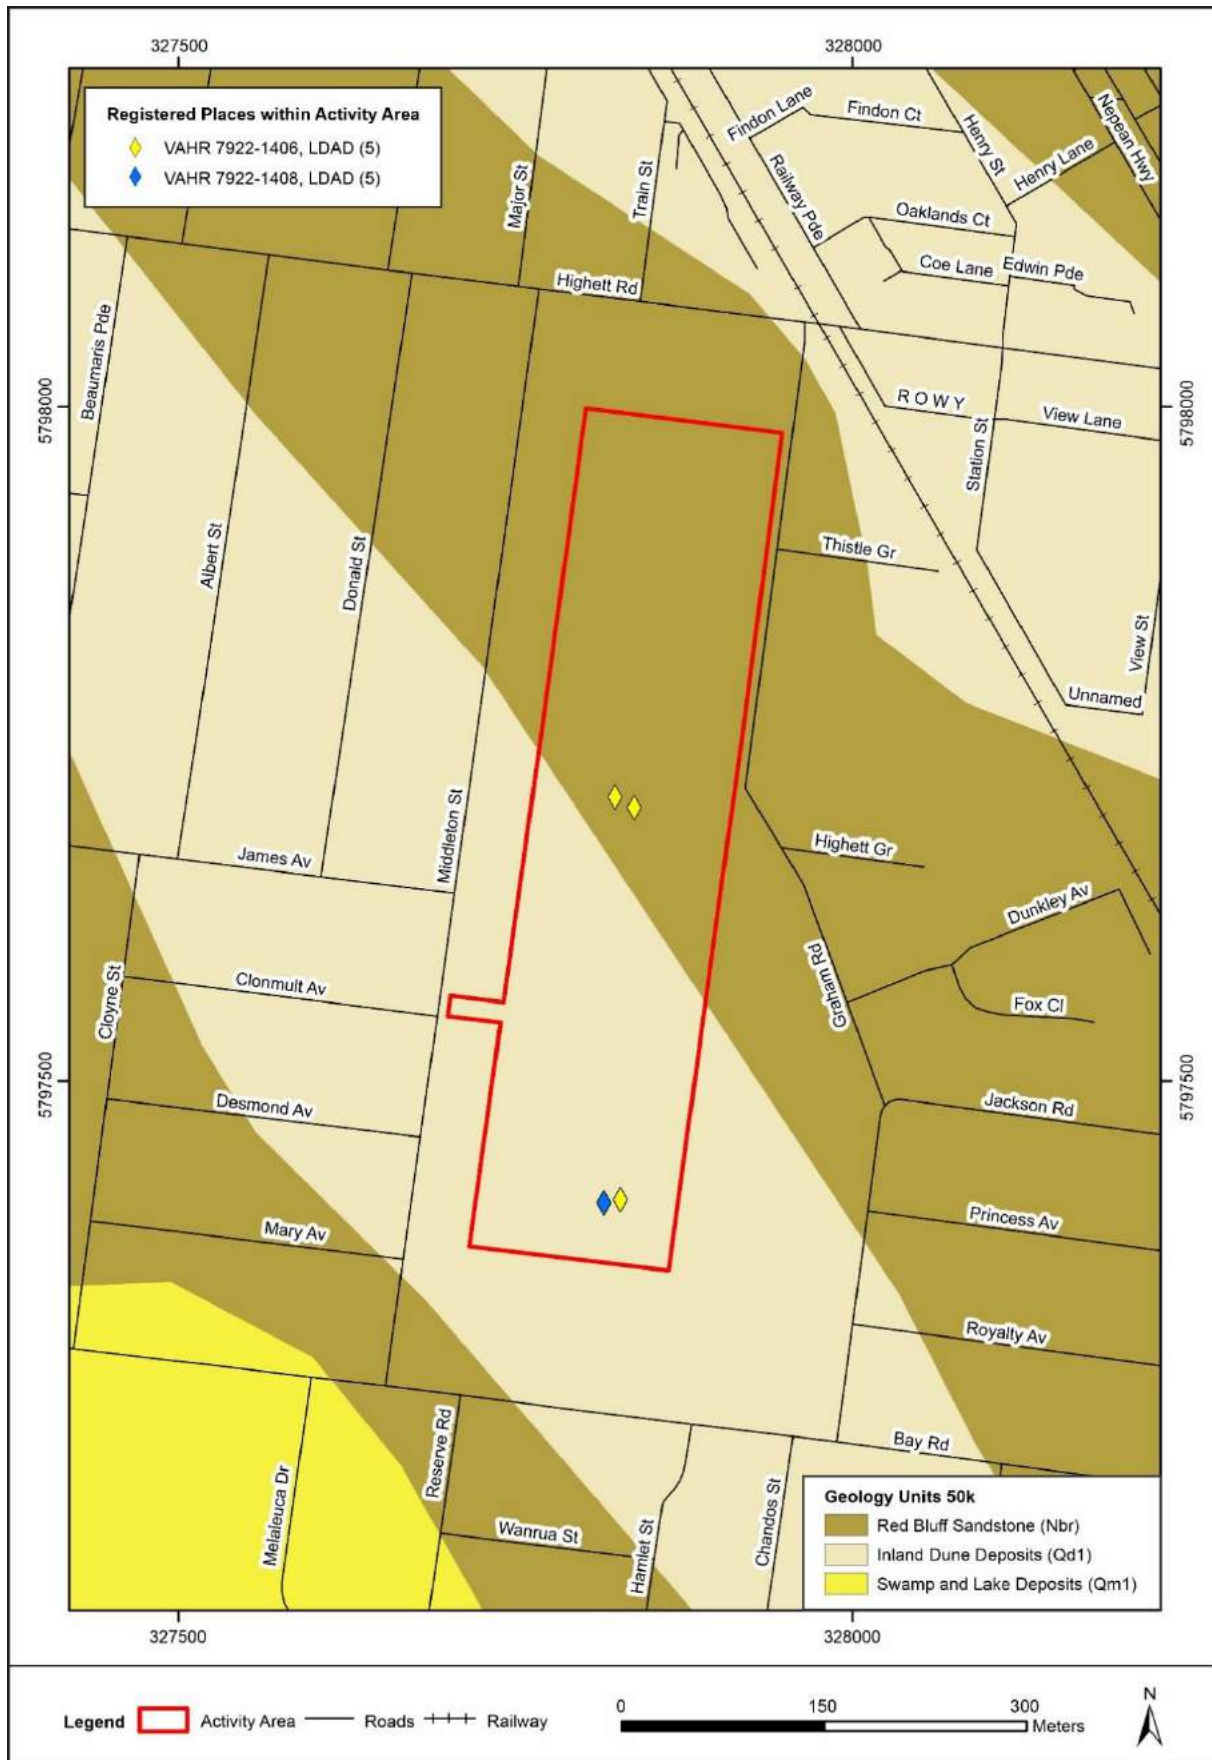 327500
328000
Registered Places within Activity Area
VAHR 7922-1406, LDAD (5)
VAHR 7922-1408, LDAD (5)
Findon Lane
Findon Ct
Henry St
Henry Lane
Nepean Hwy
Major St
Train St
Railway Pde
Oaklands Ct
Coe Lane
Edwin Pde
Highett Rd
Beaumaris Pde
5798000
5798000
R O W Y
View Lane
Station St
Albert St
Donald St
Thistle Gr
View St
Unnamed
Middleton St
James Av
Highett Gr
Dunkley Av
Graham Rd
Cloyne St
Clonmult Av
Fox Cl
5797500
5797500
Desmond Av
Jackson Rd
Mary Av
Princess Av
Royalty Av
Reserve Rd
Bay Rd
Melaleuca Dr
Wanrua St
Hamlet St
Chandos St
Geology Units 50k
Red Bluff Sandstone (Nbr)
Inland Dune Deposits (Qd1)
Swamp and Lake Deposits (Qm1)
327500
328000
Legend
Activity Area
Roads
Railway
0
150
300
Meters
N